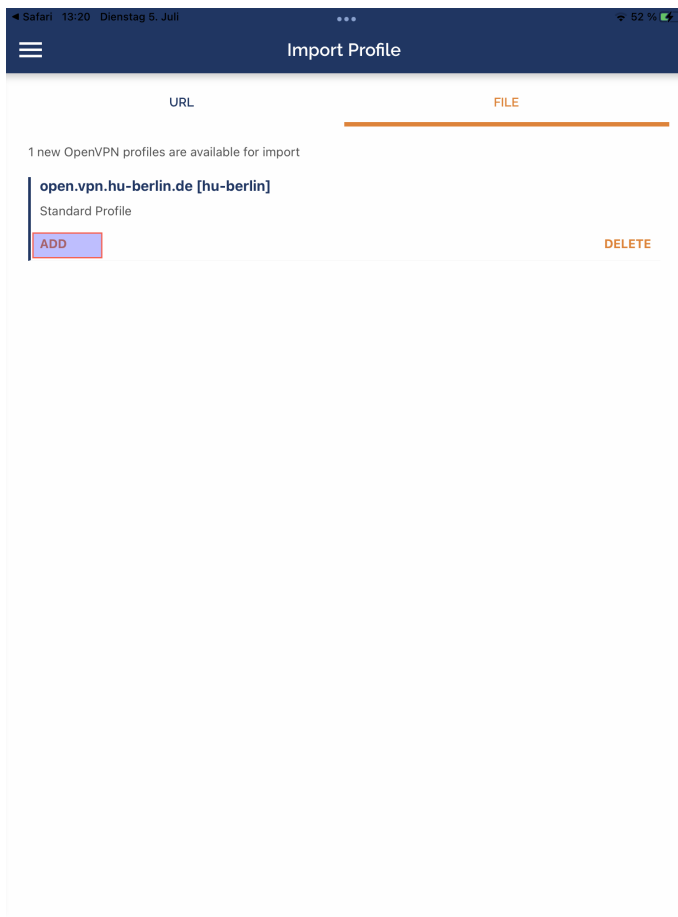 ◄ Safari 13:20 Dienstag 5. Juli 52 %
Import Profile
URL FILE
1 new OpenVPN profiles are available for import
open.vpn.hu-berlin.de [hu-berlin]
Standard Profile
ADD DELETE